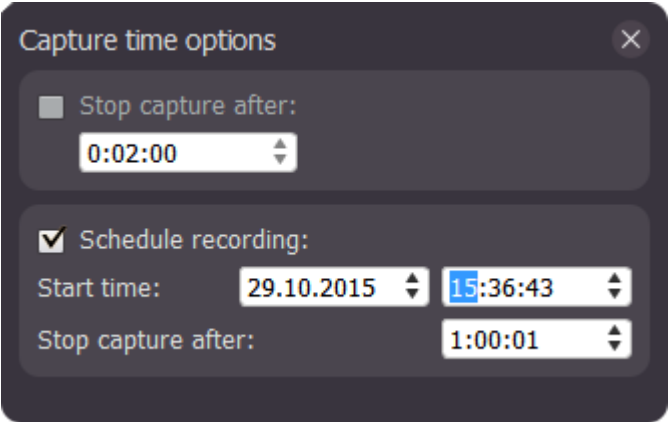 Capture time options
Stop capture after:
0:02:00
Schedule recording:
Start time: 29.10.2015 15:36:43
Stop capture after: 1:00:01